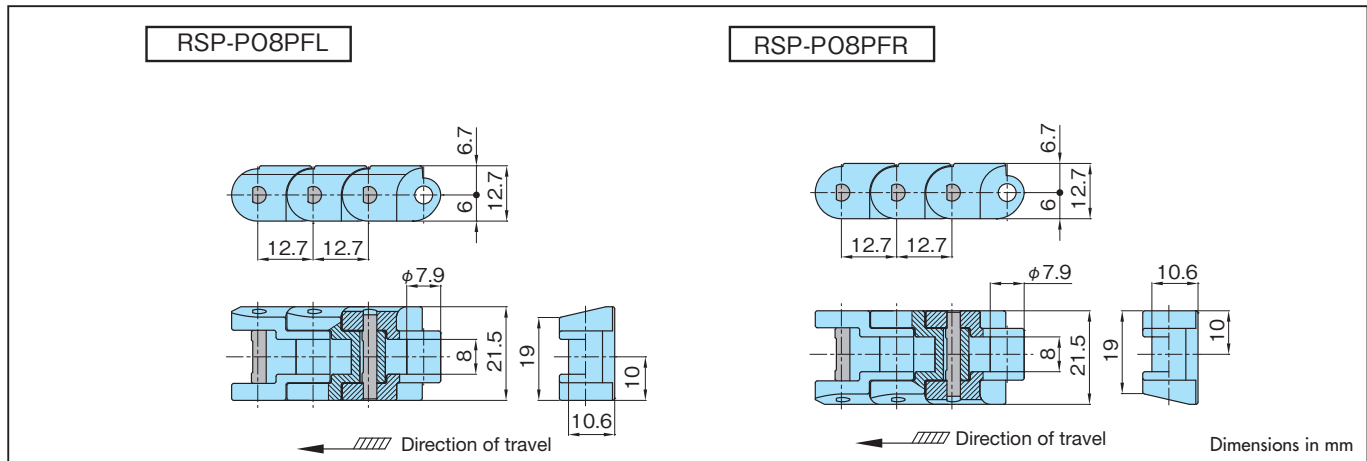 RSP-P08PFL
RSP-P08PFR
6.7
12.7
6
12.7
12.7
φ7.9
8
21.5
19
10
10.6
Direction of travel
6.7
12.7
6
12.7
12.7
φ7.9
8
21.5
10.6
19
10
Direction of travel
Dimensions in mm